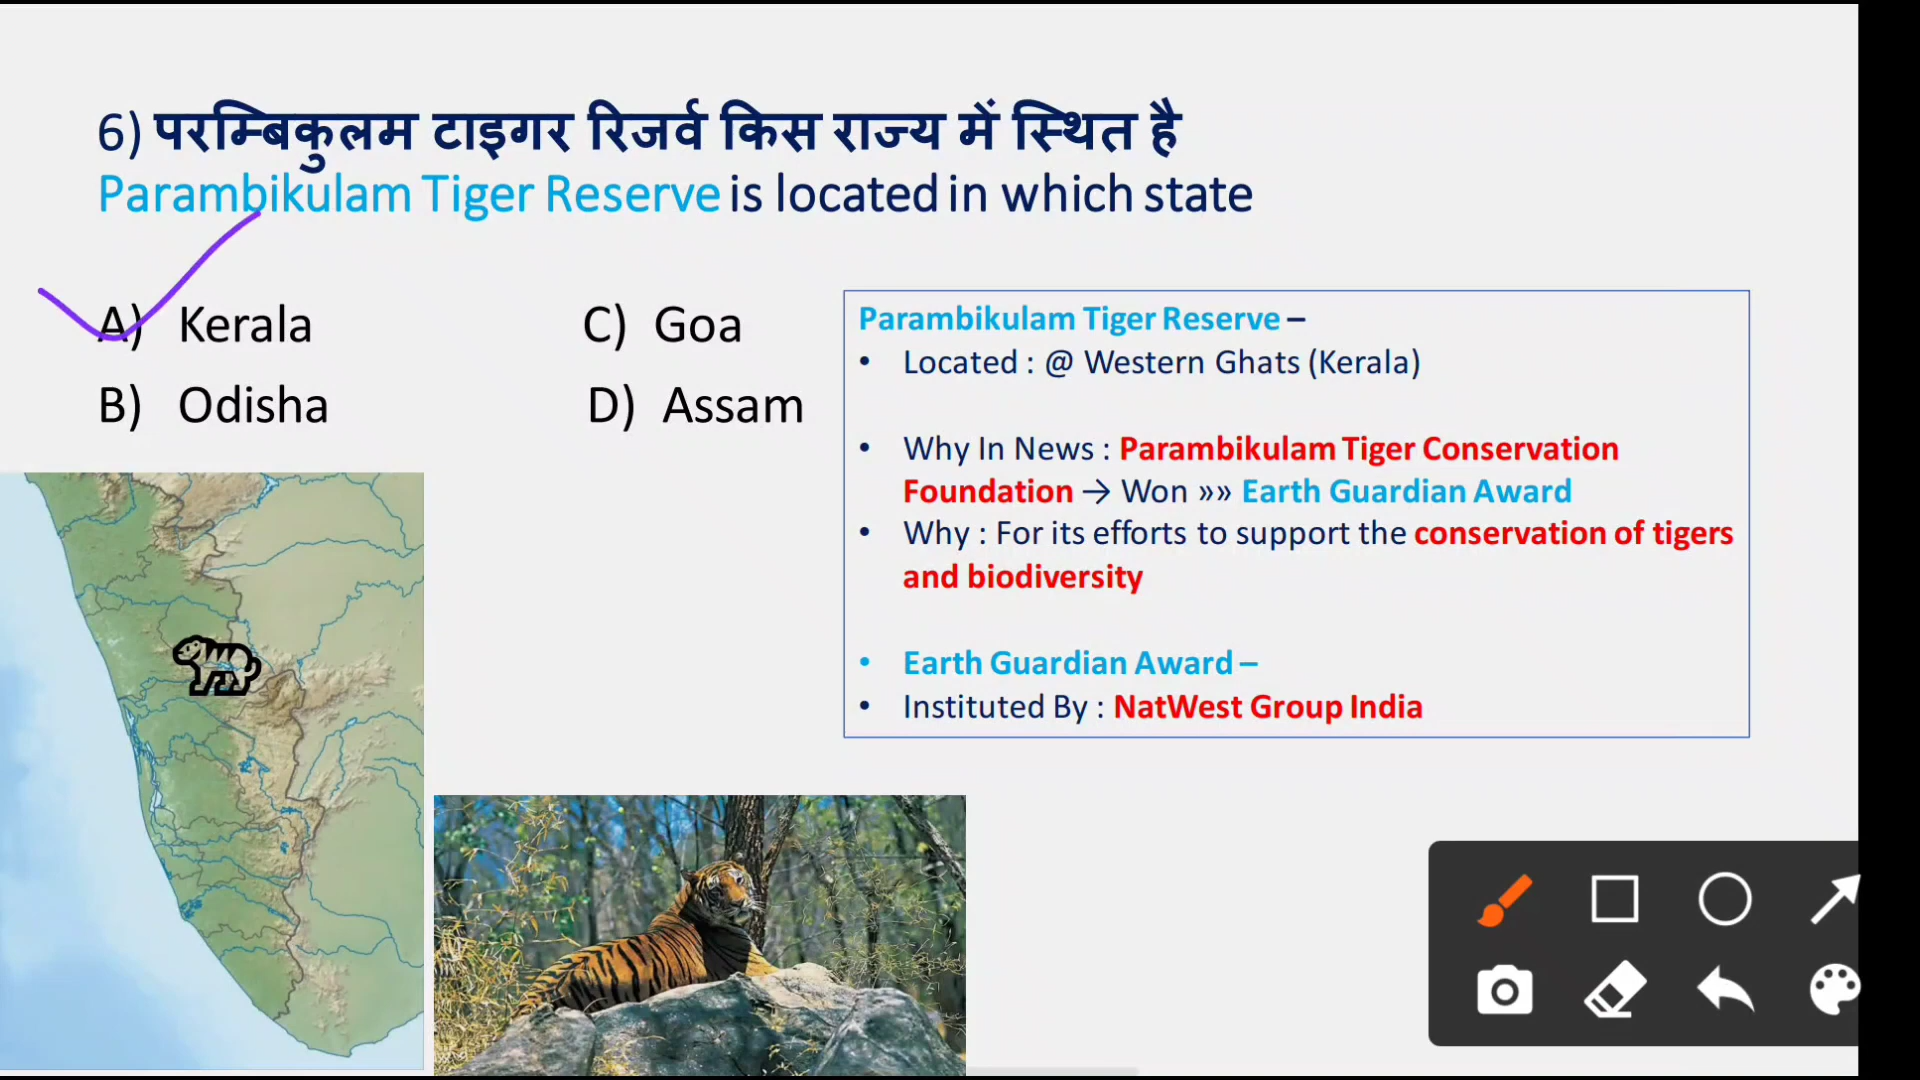 6) परम्बिकुलम टाइगर रिजर्व किस राज्य में स्थित है
Parambikulam Tiger Reserve is located in which state
A) Kerala
C) Goa
B) Odisha
D) Assam
Parambikulam Tiger Reserve –
• Located : @ Western Ghats (Kerala)
• Why In News : Parambikulam Tiger Conservation
Foundation → Won »» Earth Guardian Award
• Why : For its efforts to support the conservation of tigers
and biodiversity
• Earth Guardian Award –
• Instituted By : NatWest Group India